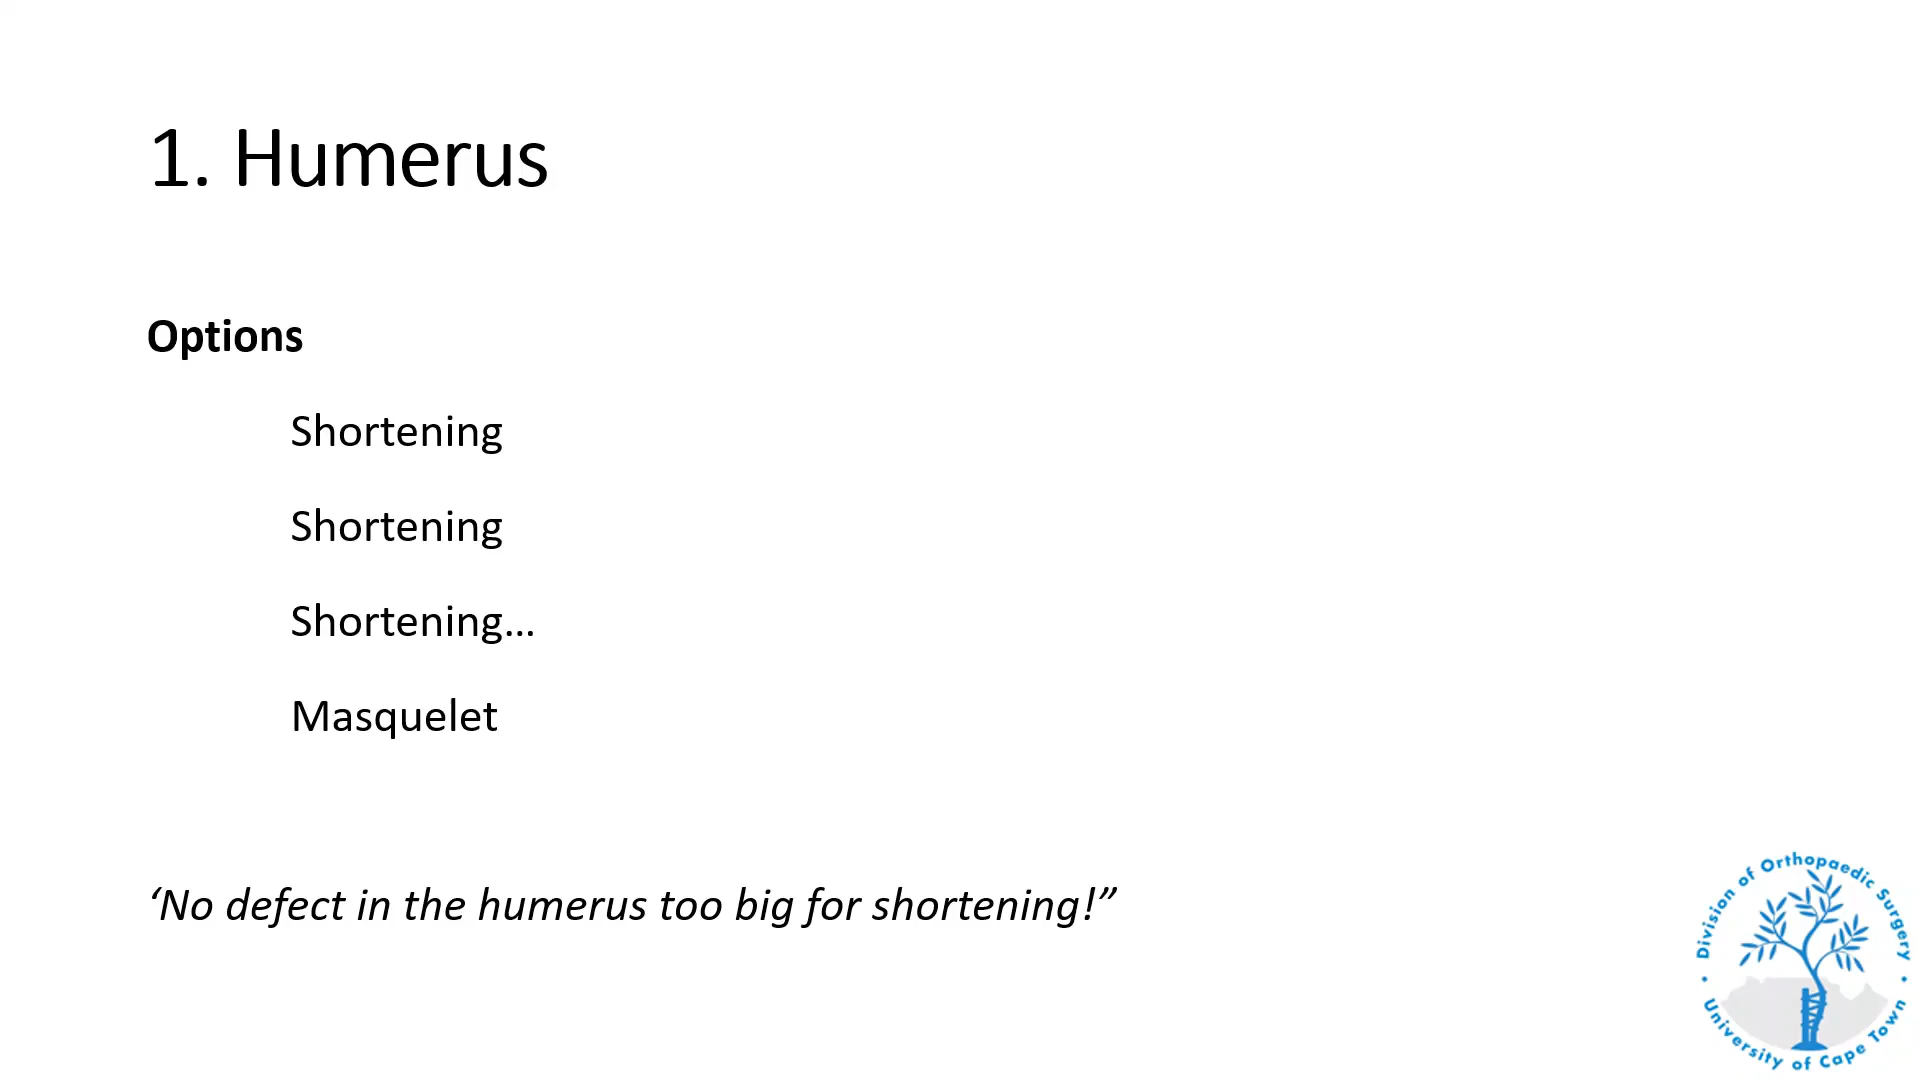 1. Humerus
Options
Shortening
Shortening
Shortening...
Masquelet
‘No defect in the humerus too big for shortening!”
Division of Orthopaedic Surgery
• University of Cape Town •